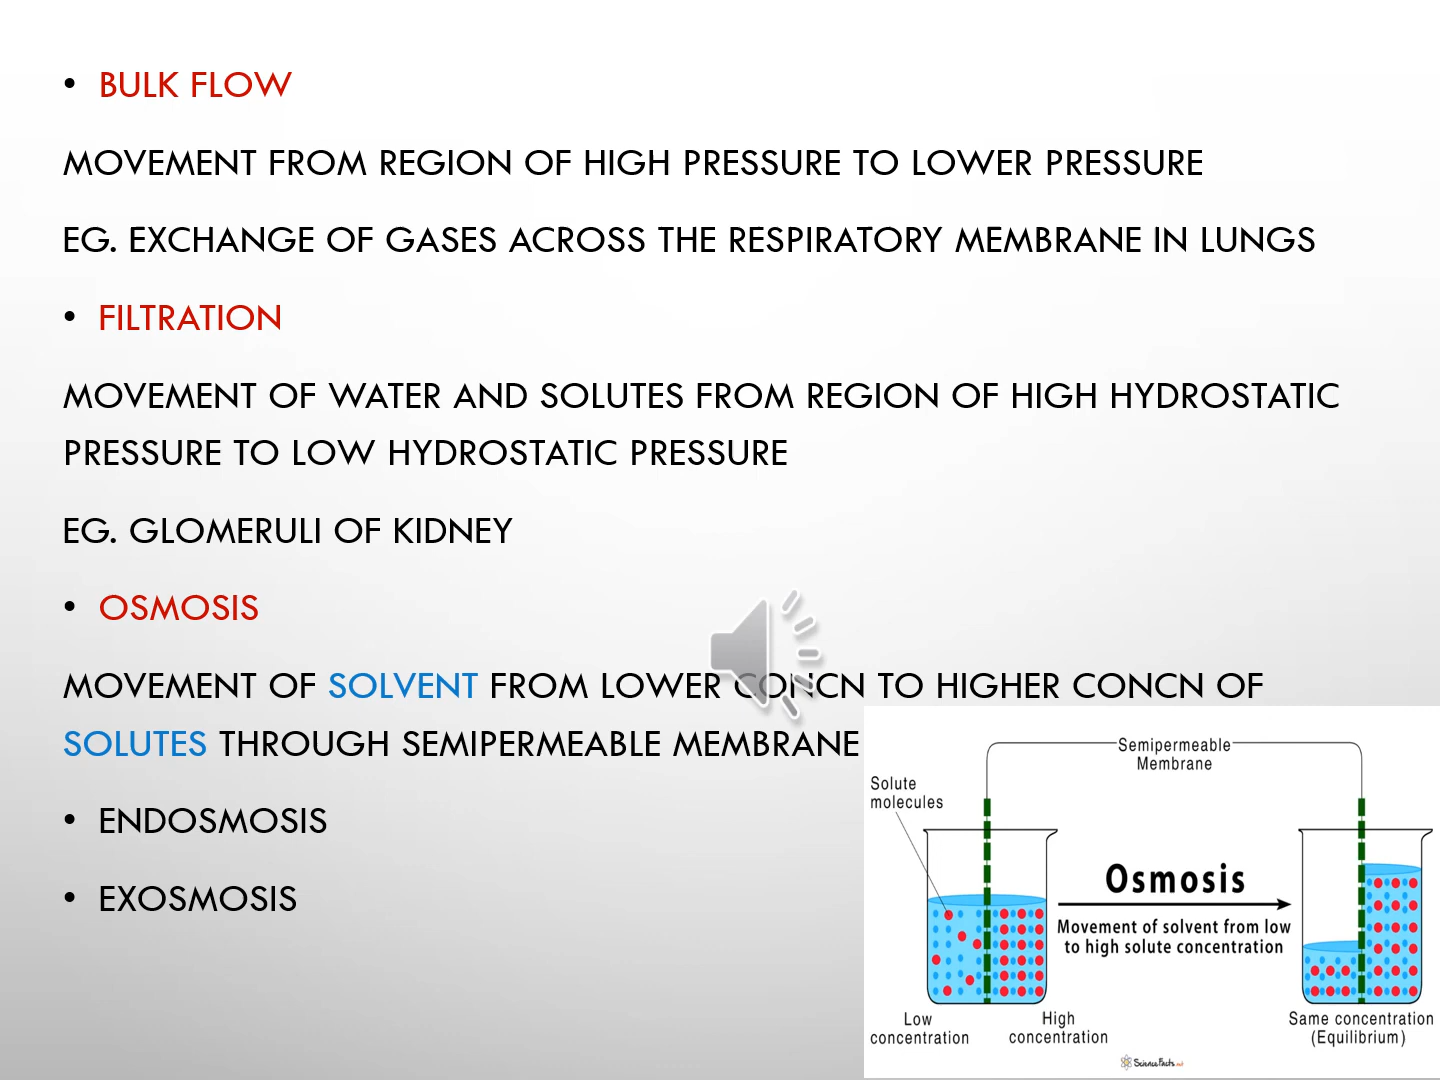 • BULK FLOW
MOVEMENT FROM REGION OF HIGH PRESSURE TO LOWER PRESSURE
EG. EXCHANGE OF GASES ACROSS THE RESPIRATORY MEMBRANE IN LUNGS
• FILTRATION
MOVEMENT OF WATER AND SOLUTES FROM REGION OF HIGH HYDROSTATIC
PRESSURE TO LOW HYDROSTATIC PRESSURE
EG. GLOMERULI OF KIDNEY
• OSMOSIS
MOVEMENT OF SOLVENT FROM LOWER CONCN TO HIGHER CONCN OF
SOLUTES THROUGH SEMIPERMEABLE MEMBRANE
• ENDOSMOSIS
• EXOSMOSIS
Semipermeable
Membrane
Solute
molecules
Osmosis
Movement of solvent from low
to high solute concentration
Low
concentration
High
concentration
Same concentration
(Equilibrium)
ScienceFacts.net